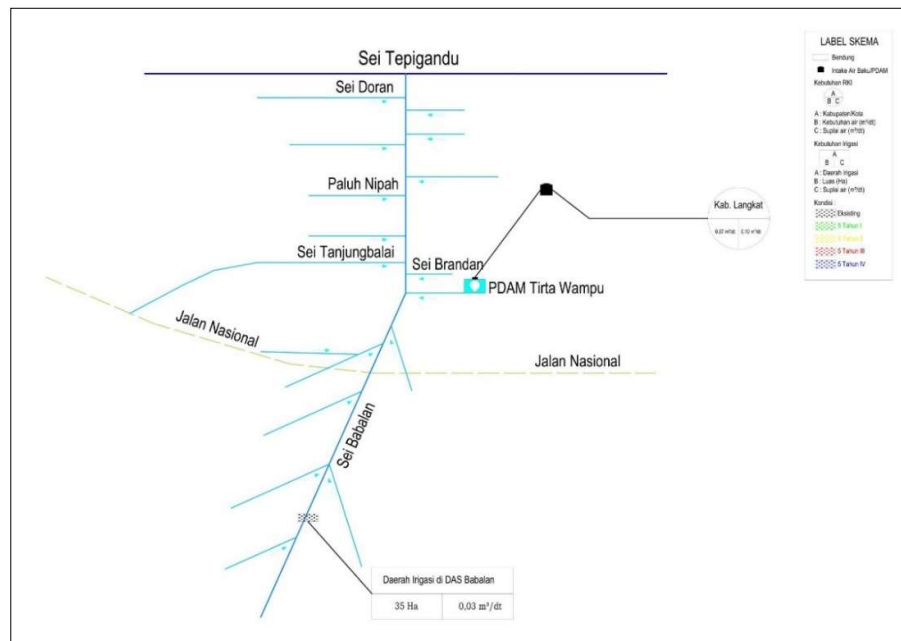 Sei Tepigandu
Sei Doran
Paluh Nipah
Sei Tanjungbalai
Sei Brandan
PDAM Tirta Wampu
Kab. Langkat
Jalan Nasional
Jalan Nasional
Sei Babalan
Daerah Irigasi di DAS Babalan
35 Ha 0,03 m³/dt
LABEL SKEMA
Bendung
Intake Air Baku/PDAM
Kebutuhan RKI
A
B C
A : Kabupaten/Kota
B : Kebutuhan air (m³/dt)
C : Suplai air (m³/dt)
Kebutuhan Irigasi
A
B C
A : Daerah Irigasi
B : Luas (Ha)
C : Suplai air (m³/dt)
Kondisi :
Eksisting
5 Tahun I
5 Tahun II
5 Tahun III
5 Tahun IV